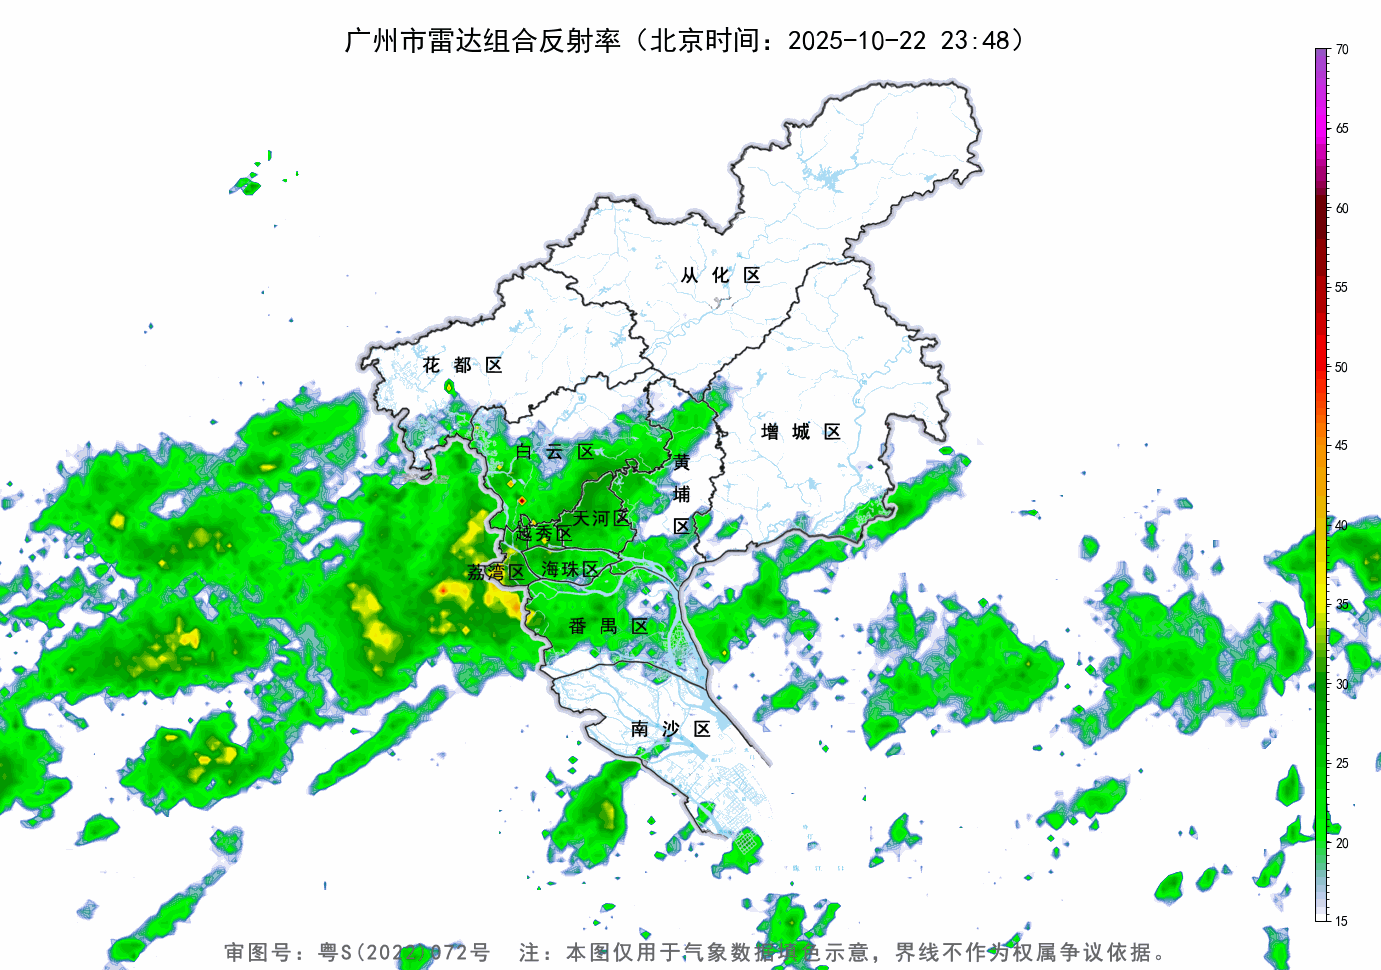 广州市雷达组合反射率（北京时间：2025-10-22 23:48）
70
65
60
55
50
45
40
35
30
25
20
15
从化区
花都区
增城区
白云区
黄埔区
天河区
越秀区
荔湾区
海珠区
番禺区
南沙区
审图号：粤S(2022)072号 注：本图仅用于气象数据填色示意，界线不作为权属争议依据。